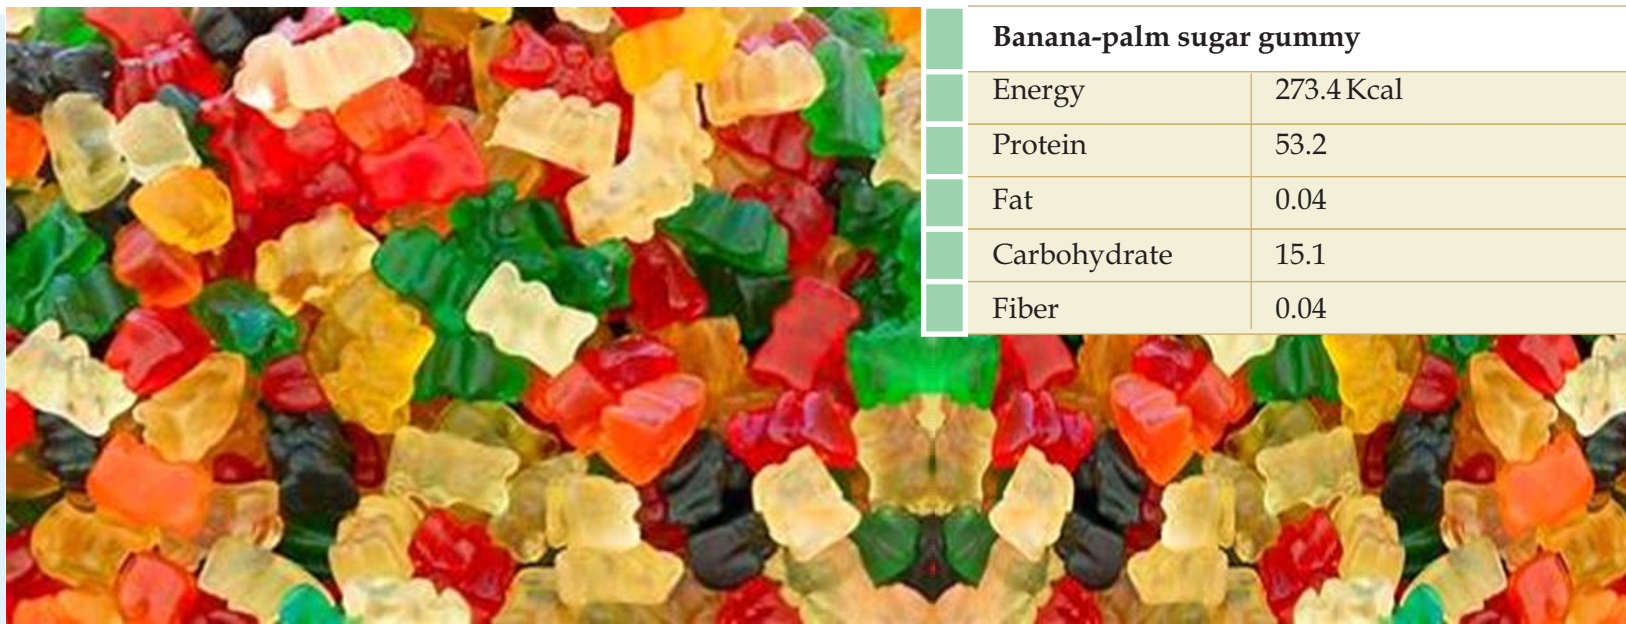 Banana-palm sugar gummy
Energy 273.4 Kcal
Protein 53.2
Fat 0.04
Carbohydrate 15.1
Fiber 0.04